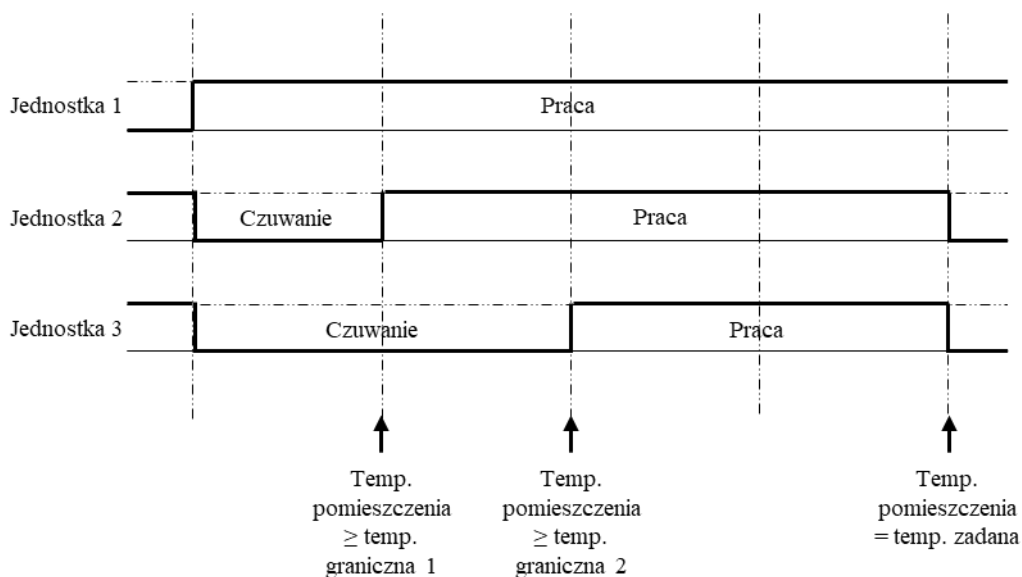 Jednostka 1
Praca
Jednostka 2
Czuwanie
Praca
Jednostka 3
Czuwanie
Praca
Temp.
pomieszczenia
≥ temp.
graniczna 1
Temp.
pomieszczenia
≥ temp.
graniczna 2
Temp.
pomieszczenia
= temp. zadana